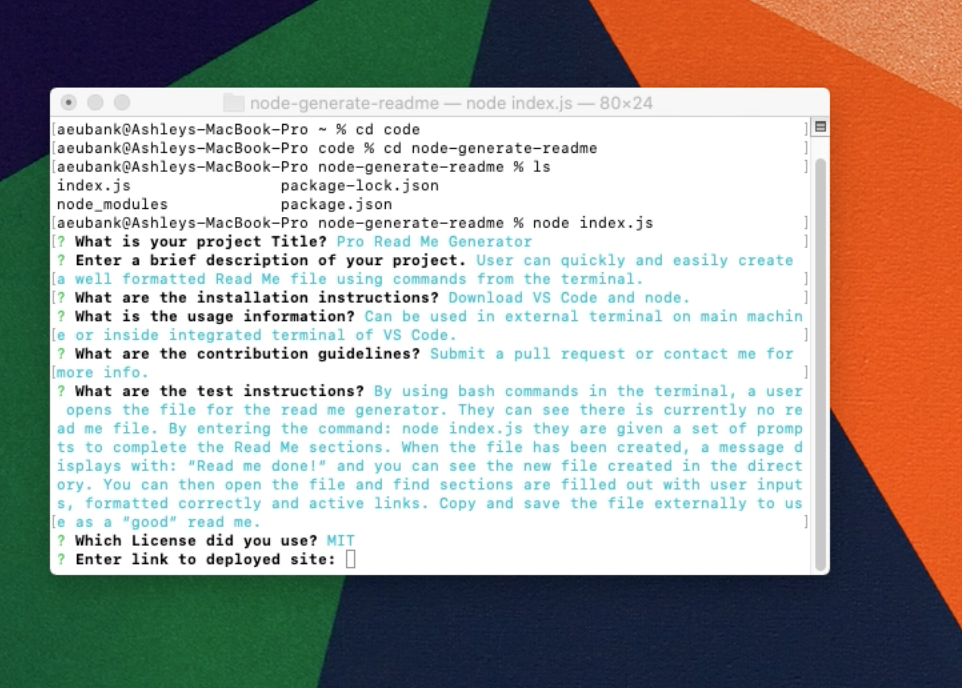 node-generate-readme — node index.js — 80×24
[aeubank@Ashleys-MacBook-Pro ~ % cd code ]
[aeubank@Ashleys-MacBook-Pro code % cd node-generate-readme ]
[aeubank@Ashleys-MacBook-Pro node-generate-readme % ls ]
index.js package-lock.json
node_modules package.json
[aeubank@Ashleys-MacBook-Pro node-generate-readme % node index.js ]
[? What is your project Title? Pro Read Me Generator ]
? Enter a brief description of your project. User can quickly and easily create
[a well formatted Read Me file using commands from the terminal. ]
[? What are the installation instructions? Download VS Code and node. ]
? What is the usage information? Can be used in external terminal on main machin
[e or inside integrated terminal of VS Code. ]
? What are the contribution guidelines? Submit a pull request or contact me for
[more info. ]
? What are the test instructions? By using bash commands in the terminal, a user
opens the file for the read me generator. They can see there is currently no re
ad me file. By entering the command: node index.js they are given a set of promp
ts to complete the Read Me sections. When the file has been created, a message d
isplays with: “Read me done!” and you can see the new file created in the direct
ory. You can then open the file and find sections are filled out with user input
s, formatted correctly and active links. Copy and save the file externally to us
[e as a “good” read me. ]
? Which License did you use? MIT
? Enter link to deployed site: